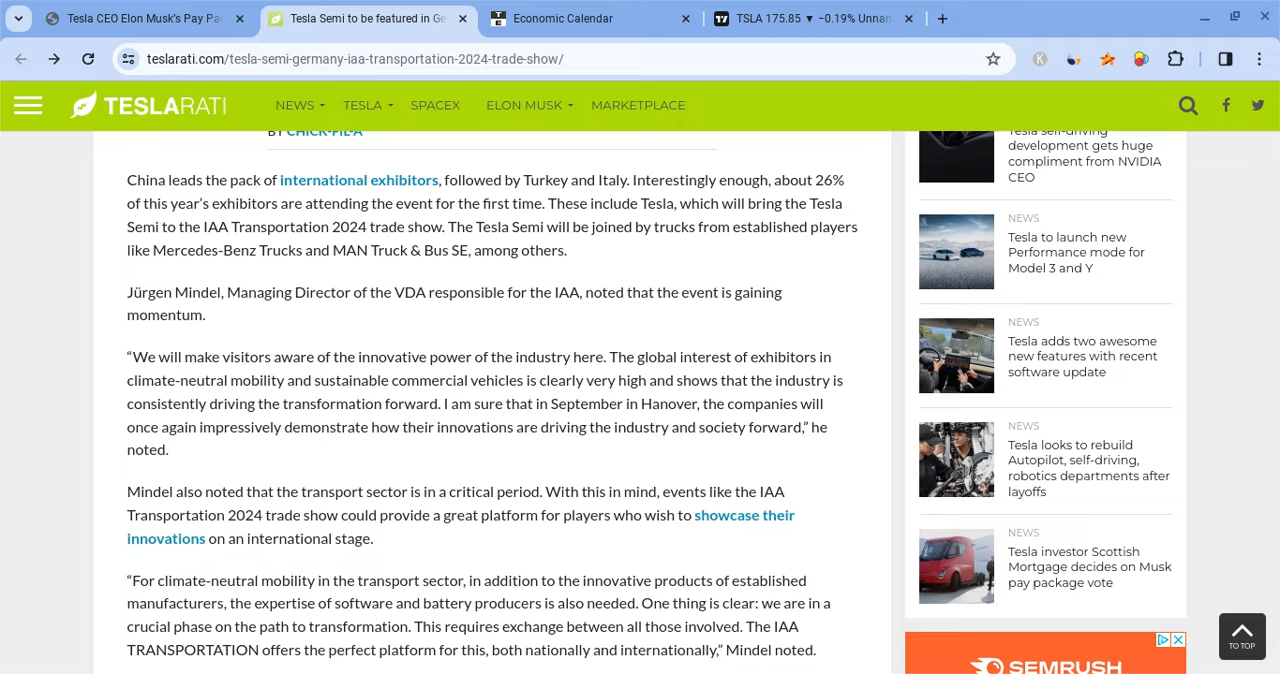 Tesla CEO Elon Musk's Pay Pa
Tesla Semi to be featured in Ge
Economic Calendar
TSLA 175.85 ▼ −0.19% Unnam
teslarati.com/tesla-semi-germany-iaa-transportation-2024-trade-show/
TESLARATI
NEWS
TESLA
SPACEX
ELON MUSK
MARKETPLACE
BY CHICK-FIL-A
China leads the pack of international exhibitors, followed by Turkey and Italy. Interestingly enough, about 26%
of this year's exhibitors are attending the event for the first time. These include Tesla, which will bring the Tesla
Semi to the IAA Transportation 2024 trade show. The Tesla Semi will be joined by trucks from established players
like Mercedes-Benz Trucks and MAN Truck & Bus SE, among others.
Jürgen Mindel, Managing Director of the VDA responsible for the IAA, noted that the event is gaining
momentum.
“We will make visitors aware of the innovative power of the industry here. The global interest of exhibitors in
climate-neutral mobility and sustainable commercial vehicles is clearly very high and shows that the industry is
consistently driving the transformation forward. I am sure that in September in Hanover, the companies will
once again impressively demonstrate how their innovations are driving the industry and society forward,” he
noted.
Mindel also noted that the transport sector is in a critical period. With this in mind, events like the IAA
Transportation 2024 trade show could provide a great platform for players who wish to showcase their
innovations on an international stage.
“For climate-neutral mobility in the transport sector, in addition to the innovative products of established
manufacturers, the expertise of software and battery producers is also needed. One thing is clear: we are in a
crucial phase on the path to transformation. This requires exchange between all those involved. The IAA
TRANSPORTATION offers the perfect platform for this, both nationally and internationally,” Mindel noted.
Tesla self-driving
development gets huge
compliment from NVIDIA
CEO
NEWS
Tesla to launch new
Performance mode for
Model 3 and Y
NEWS
Tesla adds two awesome
new features with recent
software update
NEWS
Tesla looks to rebuild
Autopilot, self-driving,
robotics departments after
layoffs
NEWS
Tesla investor Scottish
Mortgage decides on Musk
pay package vote
SEMRUSH
TO TOP